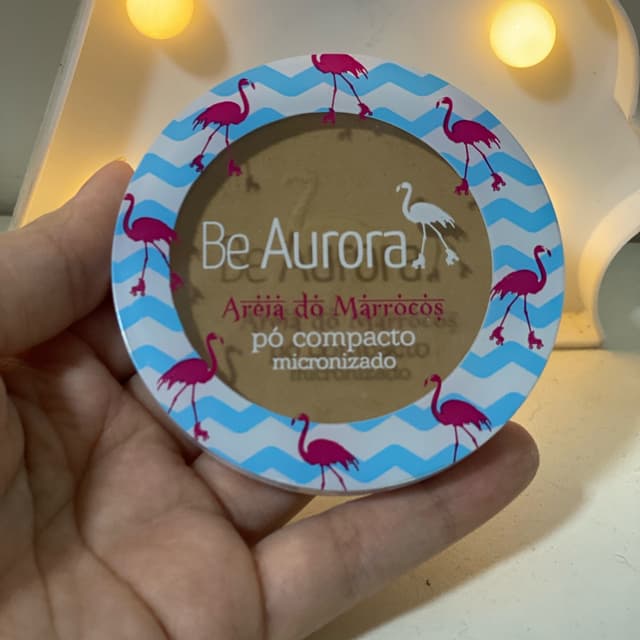 Be Aurora
Areia do Marrocos
pó compacto
micronizado